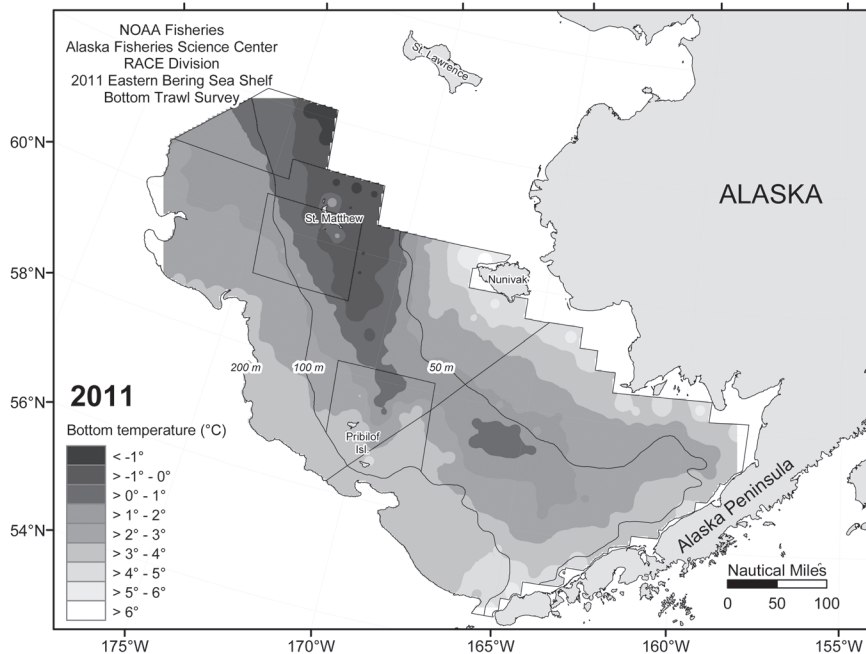 NOAA Fisheries
Alaska Fisheries Science Center
RACE Division
2011 Eastern Bering Sea Shelf
Bottom Trawl Survey
St. Lawrence
60°N
ALASKA
St. Matthew
58°N
Nunivak
200 m
100 m
50 m
2011
56°N
Bottom temperature (°C)
< -1°
> -1° - 0°
> 0° - 1°
> 1° - 2°
> 2° - 3°
> 3° - 4°
> 4° - 5°
> 5° - 6°
> 6°
Pribilof
Isl.
54°N
Alaska Peninsula
Nautical Miles
0 50 100
175°W 170°W 165°W 160°W 155°W